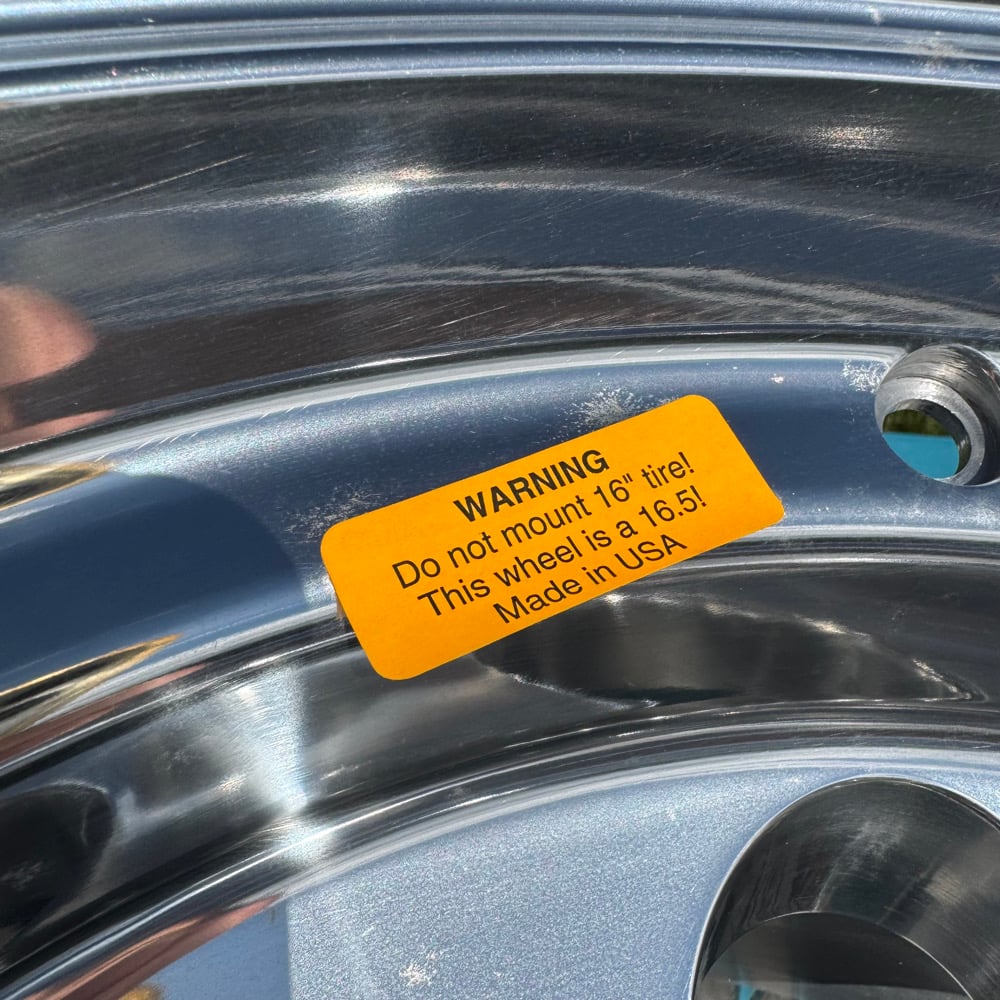 WARNING
Do not mount 16" tire!
This wheel is a 16.5!
Made in USA